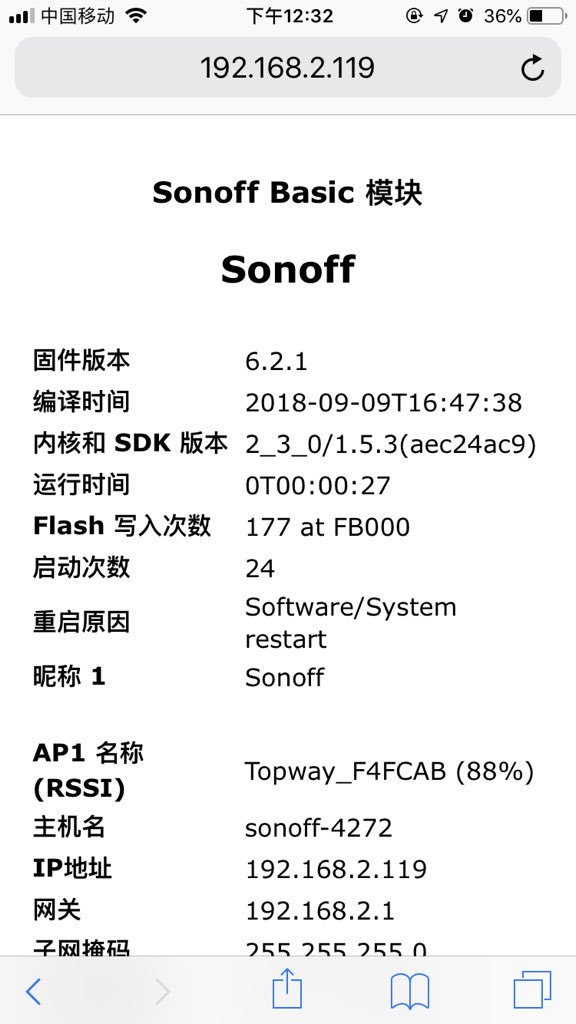 中国移动 下午12:32 36%
192.168.2.119
Sonoff Basic 模块
Sonoff
固件版本 6.2.1
编译时间 2018-09-09T16:47:38
内核和 SDK 版本 2_3_0/1.5.3(aec24ac9)
运行时间 0T00:00:27
Flash 写入次数 177 at FB000
启动次数 24
重启原因 Software/System
restart
昵称 1 Sonoff
AP1 名称
(RSSI) Topway_F4FCAB (88%)
主机名 sonoff-4272
IP地址 192.168.2.119
网关 192.168.2.1
子网掩码 255.255.255.0